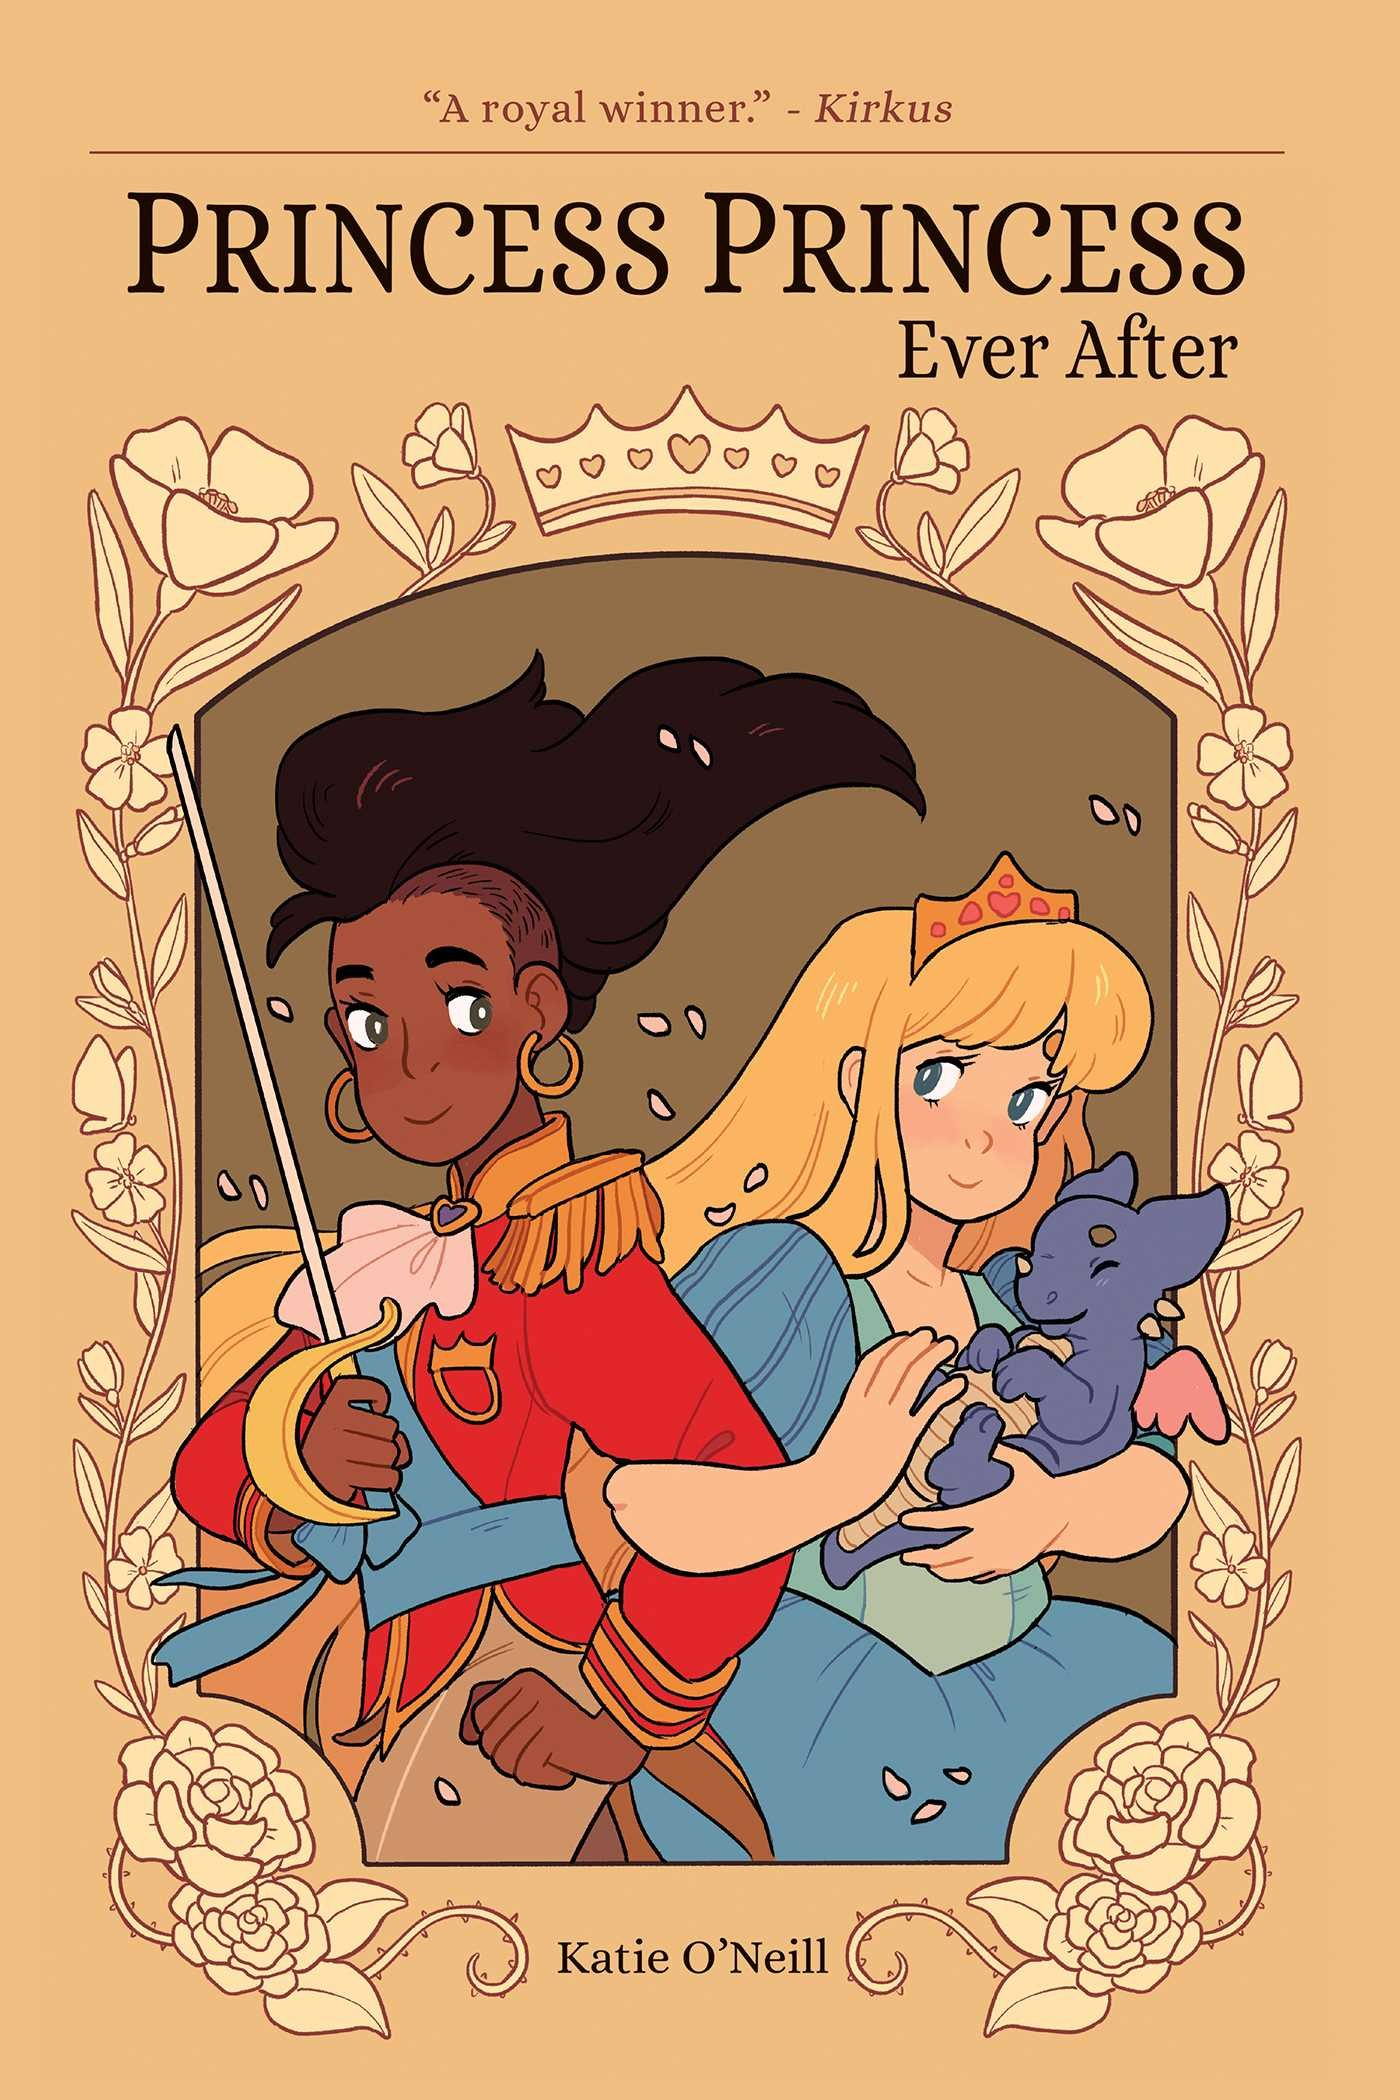 “A royal winner.” - Kirkus
PRINCESS PRINCESS
Ever After
Katie O’Neill